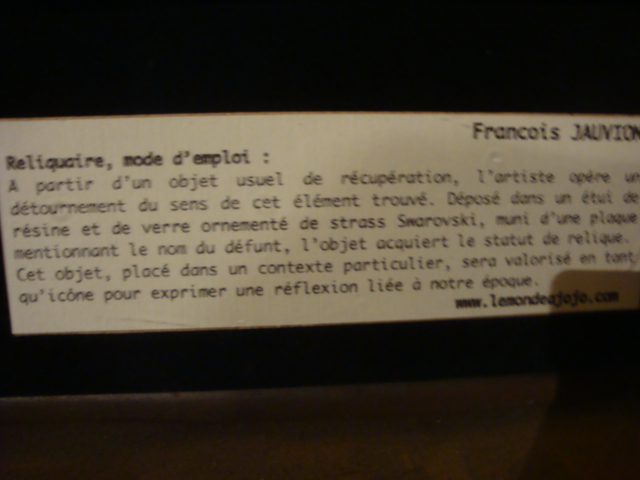 Francois JAUVION
Reliquaire, mode d'emploi :
A partir d'un objet usuel de récupération, l'artiste opère un
détournement du sens de cet élément trouvé. Déposé dans un étui de
résine et de verre ornementé de strass Swarovski, muni d'une plaque
mentionnant le nom du défunt, l'objet acquiert le statut de relique.
Cet objet, placé dans un contexte particulier, sera valorisé en tant
qu'icône pour exprimer une réflexion liée à notre époque.
www.lemondeajojo.com